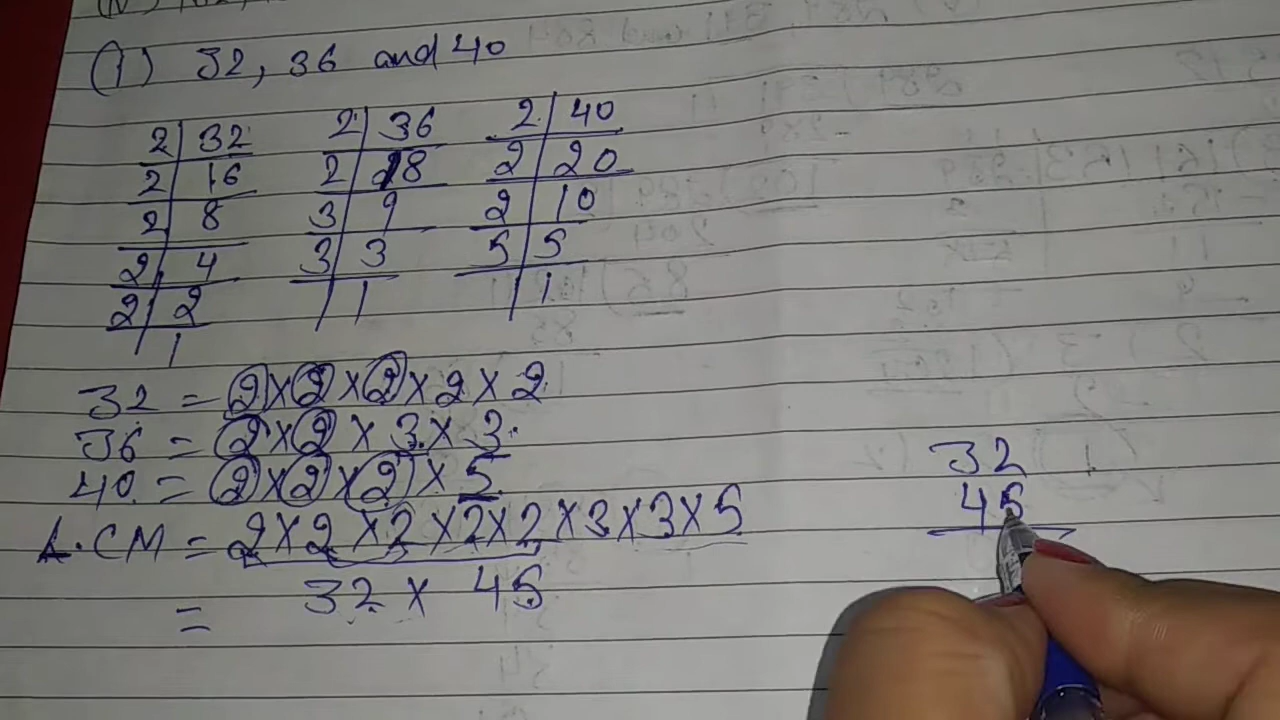 (1) 32, 36 and 40
2 | 32 2 | 36 2 | 40
2 | 16 2 | 18 2 | 20
2 | 8 3 | 9 2 | 10
2 | 4 3 | 3 5 | 5
2 | 2 | 1 | 1
| 1
32 = 2 × 2 × 2 × 2 × 2
36 = 2 × 2 × 3 × 3
40 = 2 × 2 × 2 × 5
L.CM = 2 × 2 × 2 × 2 × 2 × 3 × 3 × 5
= 32 × 45
32
45